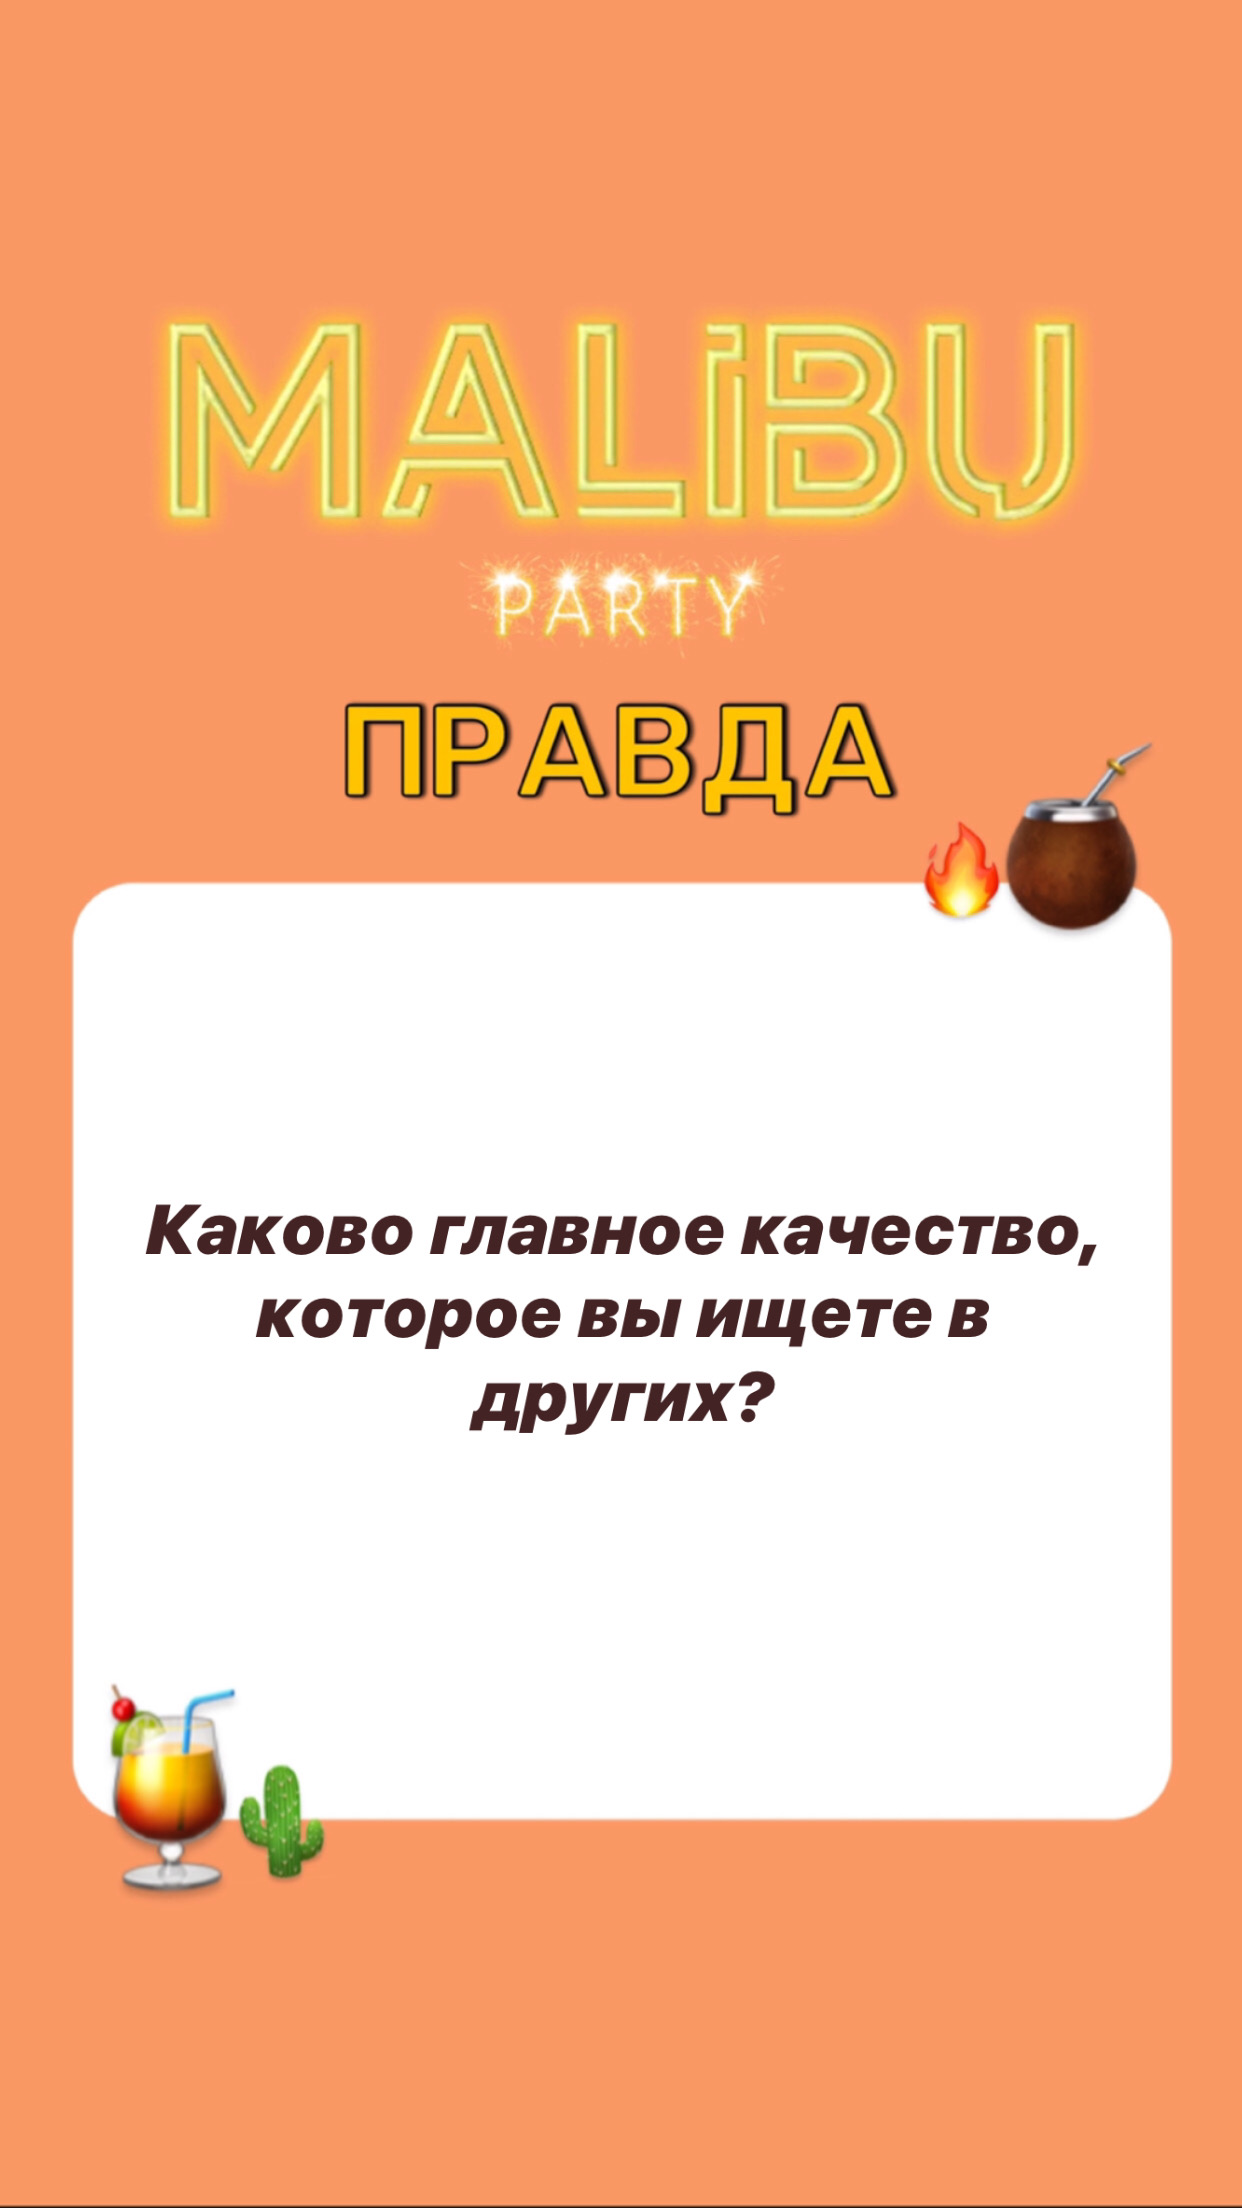 MALiBU
PARTY
ПРАВДА
Каково главное качество,
которое вы ищете в
других?